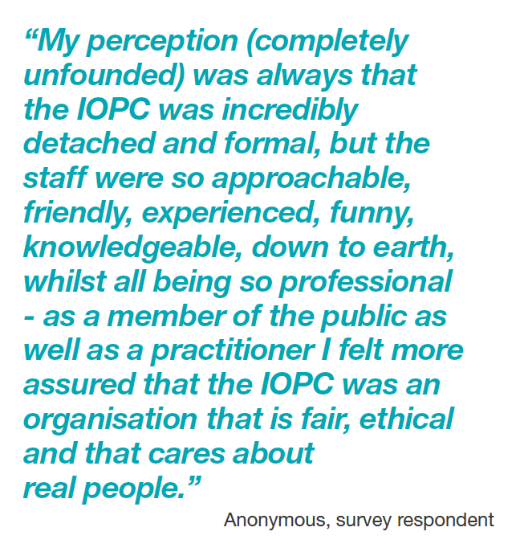 “My perception (completely
unfounded) was always that
the IOPC was incredibly
detached and formal, but the
staff were so approachable,
friendly, experienced, funny,
knowledgeable, down to earth,
whilst all being so professional
- as a member of the public as
well as a practitioner I felt more
assured that the IOPC was an
organisation that is fair, ethical
and that cares about
real people.”
Anonymous, survey respondent